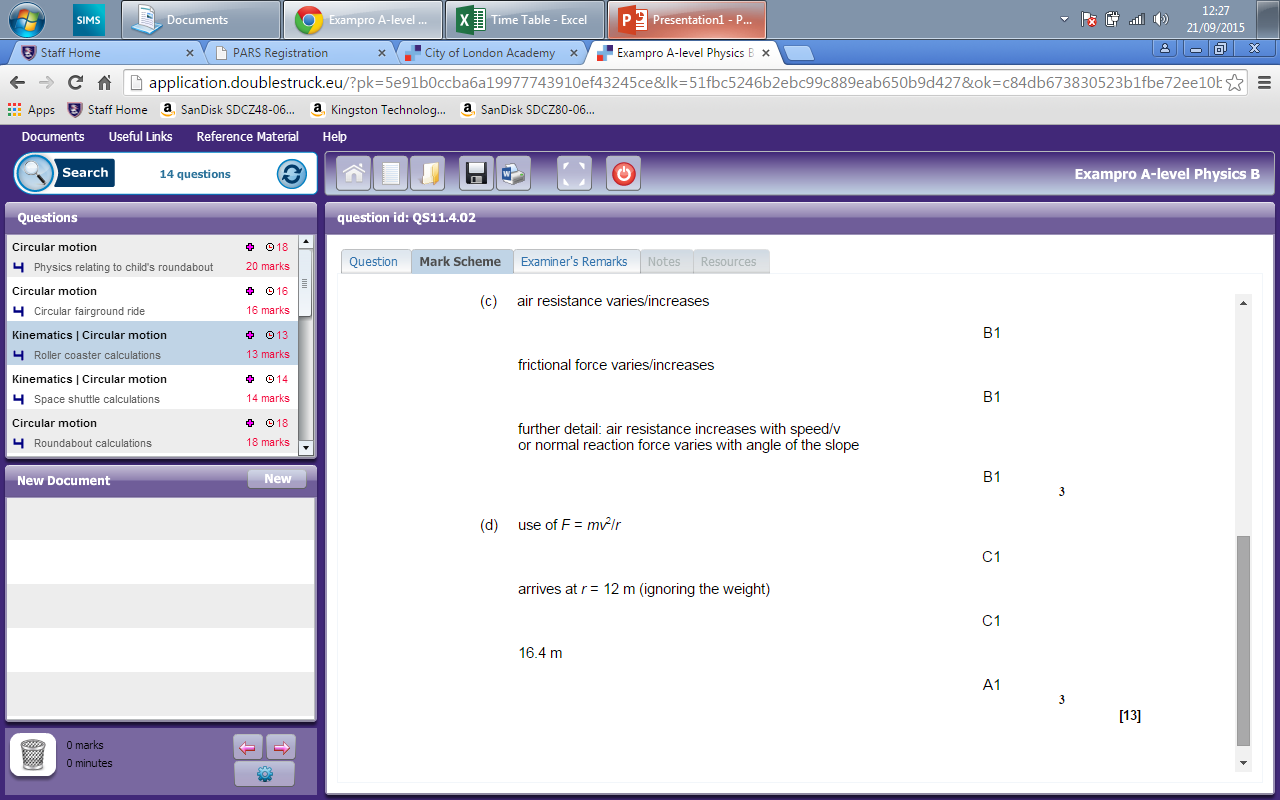 SIMS
Documents
Exampro A-level ...
Time Table - Excel
Presentation1 - P...
12:27
21/09/2015
Staff Home
PARS Registration
City of London Academy
Exampro A-level Physics B
application.doublestruck.eu/?pk=5e91b0ccba6a19977743910ef43245ce&lk=51fbc5246b2ebc99c889eab650b9d427&ok=c84db673830523b1fbe72ee10b
Apps
Staff Home
SanDisk SDCZ48-06...
Kingston Technolog...
SanDisk SDCZ80-06...
Documents
Useful Links
Reference Material
Help
Search
14 questions
Exampro A-level Physics B
Questions
Circular motion 18
4 Physics relating to child's roundabout 20 marks
Circular motion 16
4 Circular fairground ride 16 marks
Kinematics | Circular motion 13
4 Roller coaster calculations 13 marks
Kinematics | Circular motion 14
4 Space shuttle calculations 14 marks
Circular motion 18
4 Roundabout calculations 18 marks
New Document
New
0 marks
0 minutes
question id: QS11.4.02
Question
Mark Scheme
Examiner's Remarks
Notes
Resources
(c) air resistance varies/increases
B1
frictional force varies/increases
B1
further detail: air resistance increases with speed/v
or normal reaction force varies with angle of the slope
B1
3
(d) use of F = mv²/r
C1
arrives at r = 12 m (ignoring the weight)
C1
16.4 m
A1
3
[13]